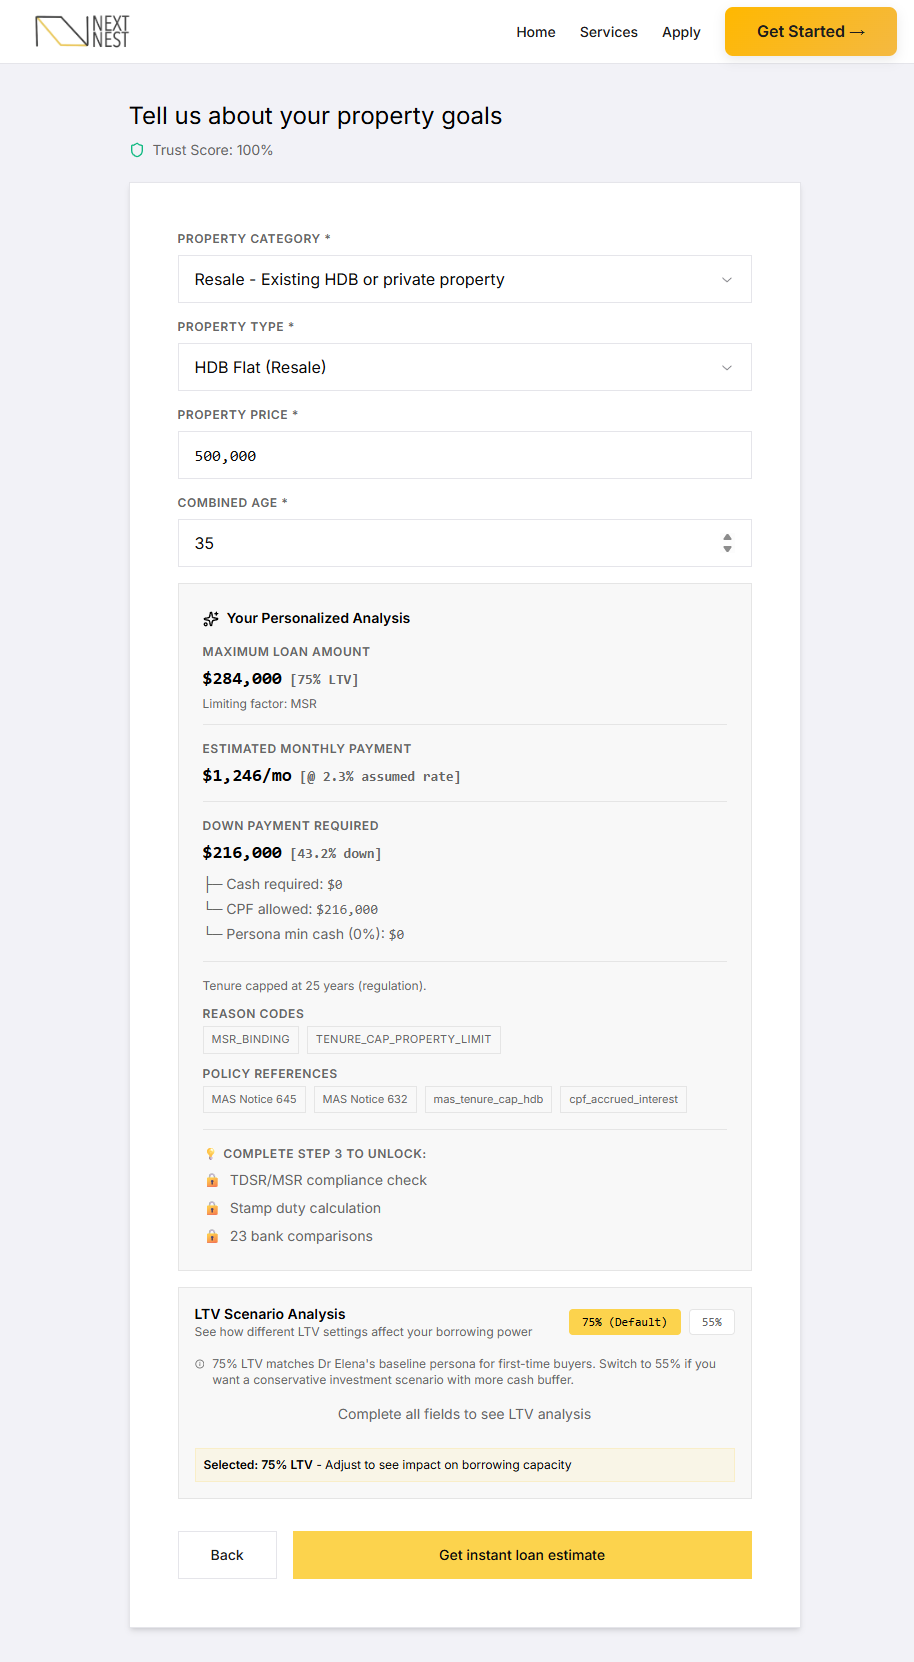 NEXT
NEST
Home
Services
Apply
Get Started →
Tell us about your property goals
Trust Score: 100%
PROPERTY CATEGORY *
Resale - Existing HDB or private property
PROPERTY TYPE *
HDB Flat (Resale)
PROPERTY PRICE *
500,000
COMBINED AGE *
35
Your Personalized Analysis
MAXIMUM LOAN AMOUNT
$284,000 [75% LTV]
Limiting factor: MSR
ESTIMATED MONTHLY PAYMENT
$1,246/mo [@ 2.3% assumed rate]
DOWN PAYMENT REQUIRED
$216,000 [43.2% down]
├─ Cash required: $0
└─ CPF allowed: $216,000
└─ Persona min cash (0%): $0
Tenure capped at 25 years (regulation).
REASON CODES
MSR_BINDING
TENURE_CAP_PROPERTY_LIMIT
POLICY REFERENCES
MAS Notice 645
MAS Notice 632
mas_tenure_cap_hdb
cpf_accrued_interest
💡 COMPLETE STEP 3 TO UNLOCK:
🔒 TDSR/MSR compliance check
🔒 Stamp duty calculation
🔒 23 bank comparisons
LTV Scenario Analysis
See how different LTV settings affect your borrowing power
75% (Default)
55%
75% LTV matches Dr Elena's baseline persona for first-time buyers. Switch to 55% if you
want a conservative investment scenario with more cash buffer.
Complete all fields to see LTV analysis
Selected: 75% LTV - Adjust to see impact on borrowing capacity
Back
Get instant loan estimate